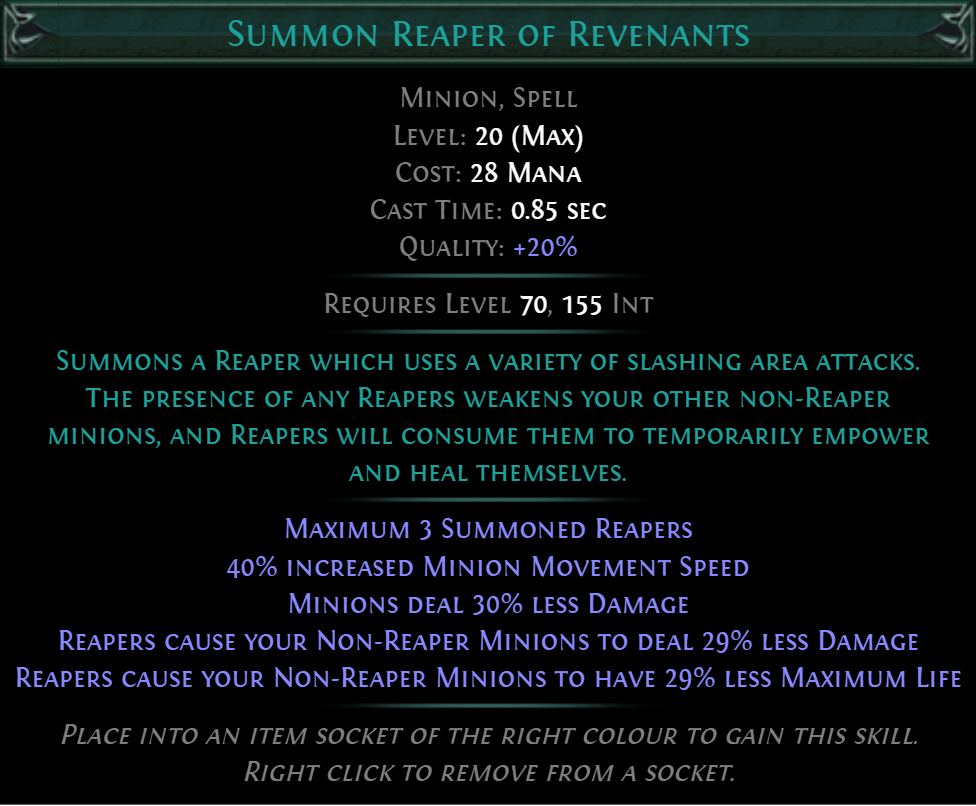 Summon Reaper of Revenants
Minion, Spell
Level: 20 (Max)
Cost: 28 Mana
Cast Time: 0.85 sec
Quality: +20%
Requires Level 70, 155 Int
Summons a Reaper which uses a variety of slashing area attacks.
The presence of any Reapers weakens your other non-Reaper
minions, and Reapers will consume them to temporarily empower
and heal themselves.
Maximum 3 Summoned Reapers
40% increased Minion Movement Speed
Minions deal 30% less Damage
Reapers cause your Non-Reaper Minions to deal 29% less Damage
Reapers cause your Non-Reaper Minions to have 29% less Maximum Life
Place into an item socket of the right colour to gain this skill.
Right click to remove from a socket.